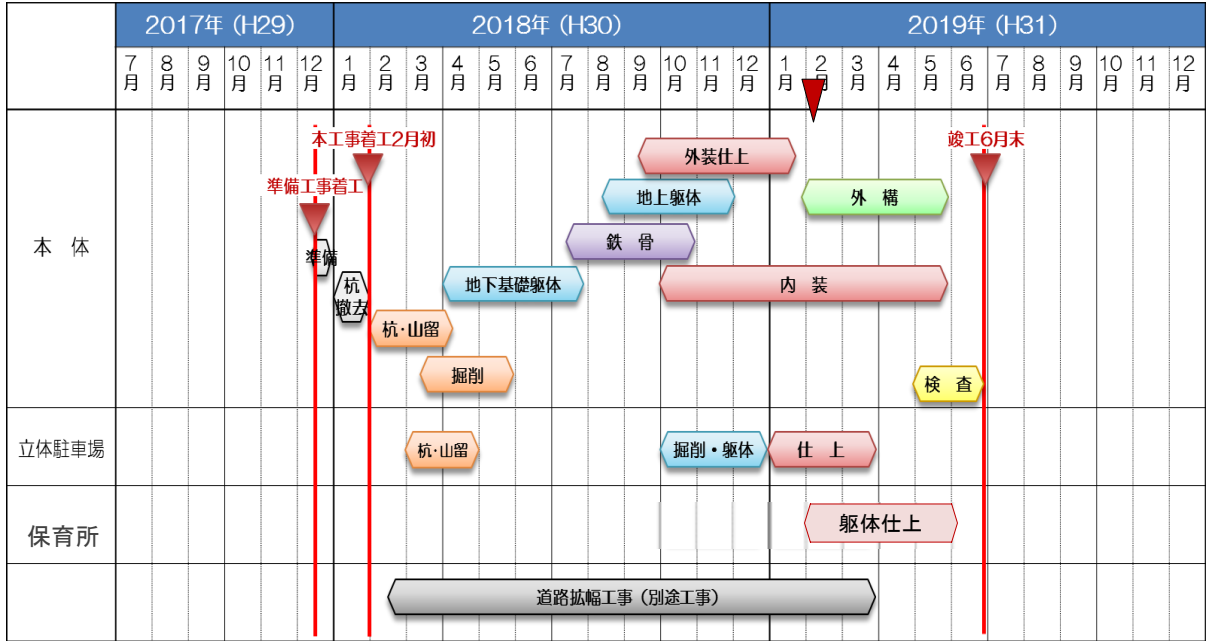 2017年（H29）
2018年（H30）
2019年（H31）
7月 8月 9月 10月 11月 12月 1月 2月 3月 4月 5月 6月 7月 8月 9月 10月 11月 12月 1月 2月 3月 4月 5月 6月 7月 8月 9月 10月 11月 12月
本工事着工2月初
竣工6月末
準備工事着工
本　体
外装仕上
地上躯体
外　構
鉄　骨
準備
杭
撤去
地下基礎躯体
内　装
杭・山留
掘削
検　査
立体駐車場
杭・山留
掘削・躯体
仕　上
保育所
躯体仕上
道路拡幅工事（別途工事）